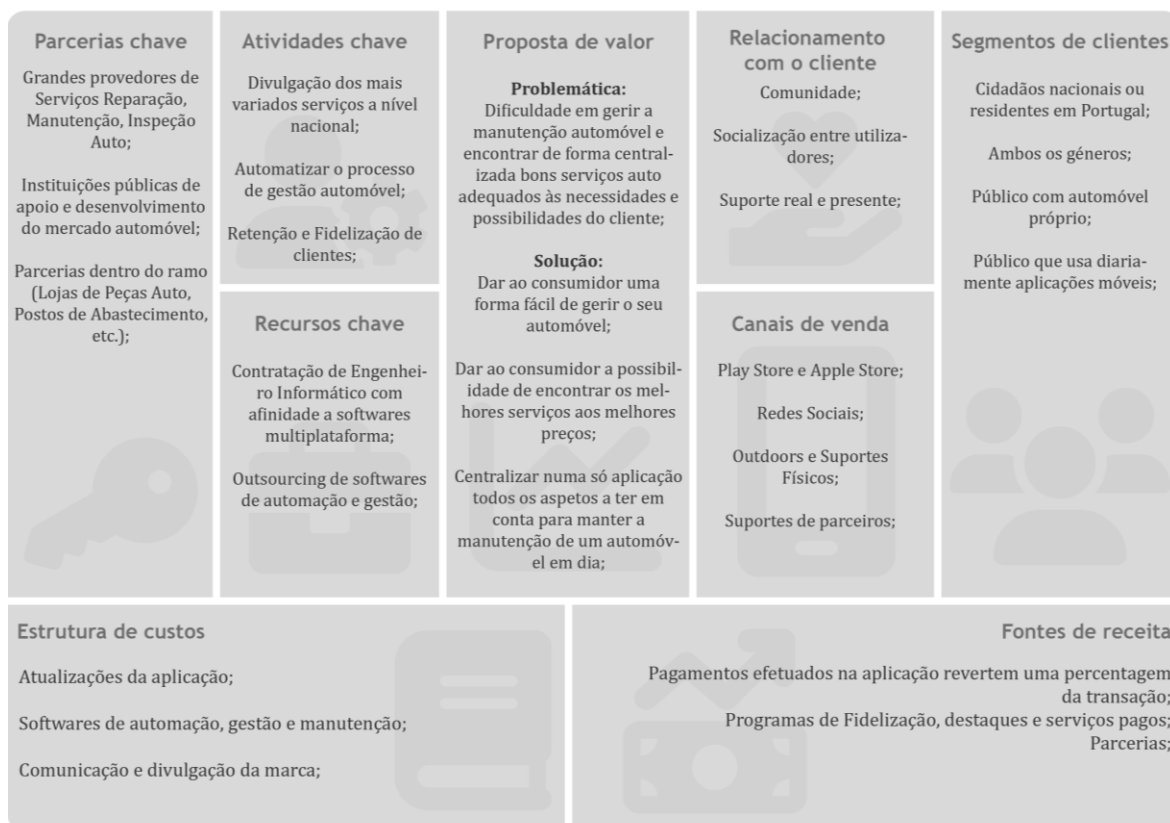 Parcerias chave
Grandes provedores de
Serviços Reparação,
Manutenção, Inspeção
Auto;
Instituições públicas de
apoio e desenvolvimento
do mercado automóvel;
Parcerias dentro do ramo
(Lojas de Peças Auto,
Postos de Abastecimento,
etc.);
Atividades chave
Divulgação dos mais
variados serviços a nível
nacional;
Automatizar o processo
de gestão automóvel;
Retenção e Fidelização de
clientes;
Recursos chave
Contratação de Engenhei-
ro Informático com
afinidade a softwares
multiplataforma;
Outsourcing de softwares
de automação e gestão;
Proposta de valor
Problemática:
Dificuldade em gerir a
manutenção automóvel e
encontrar de forma central-
izada bons serviços auto
adequados às necessidades e
possibilidades do cliente;
Solução:
Dar ao consumidor uma
forma fácil de gerir o seu
automóvel;
Dar ao consumidor a possibil-
idade de encontrar os mel-
hores serviços aos melhores
preços;
Centralizar numa só aplicação
todos os aspetos a ter em
conta para manter a
manutenção de um automóv-
el em dia;
Relacionamento
com o cliente
Comunidade;
Socialização entre utiliza-
dores;
Suporte real e presente;
Canais de venda
Play Store e Apple Store;
Redes Sociais;
Outdoors e Suportes
Físicos;
Suportes de parceiros;
Segmentos de clientes
Cidadãos nacionais ou
residentes em Portugal;
Ambos os géneros;
Público com automóvel
próprio;
Público que usa diaria-
mente aplicações móveis;
Estrutura de custos
Atualizações da aplicação;
Softwares de automação, gestão e manutenção;
Comunicação e divulgação da marca;
Fontes de receita
Pagamentos efetuados na aplicação revertem uma percentagem
da transação;
Programas de Fidelização, destaques e serviços pagos;
Parcerias;